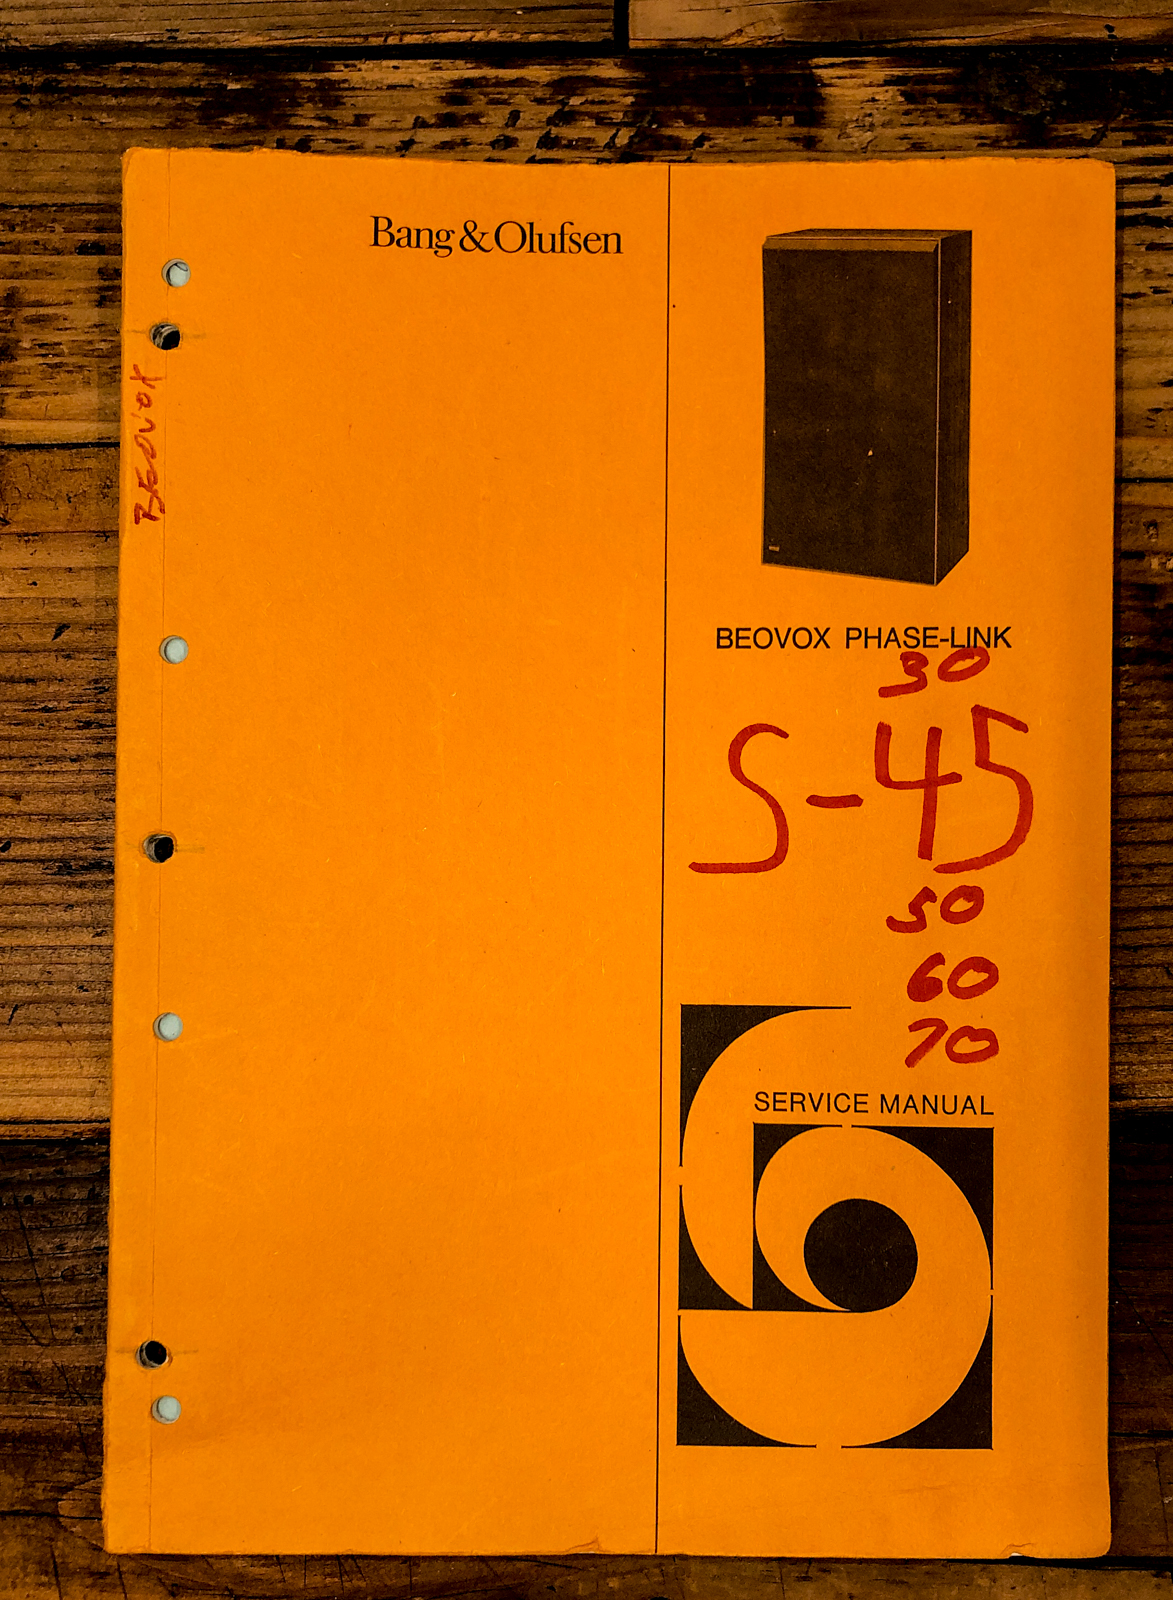 Bang & Olufsen
BEOVOX
BEOVOX PHASE-LINK
30
S-45
50
60
70
SERVICE MANUAL